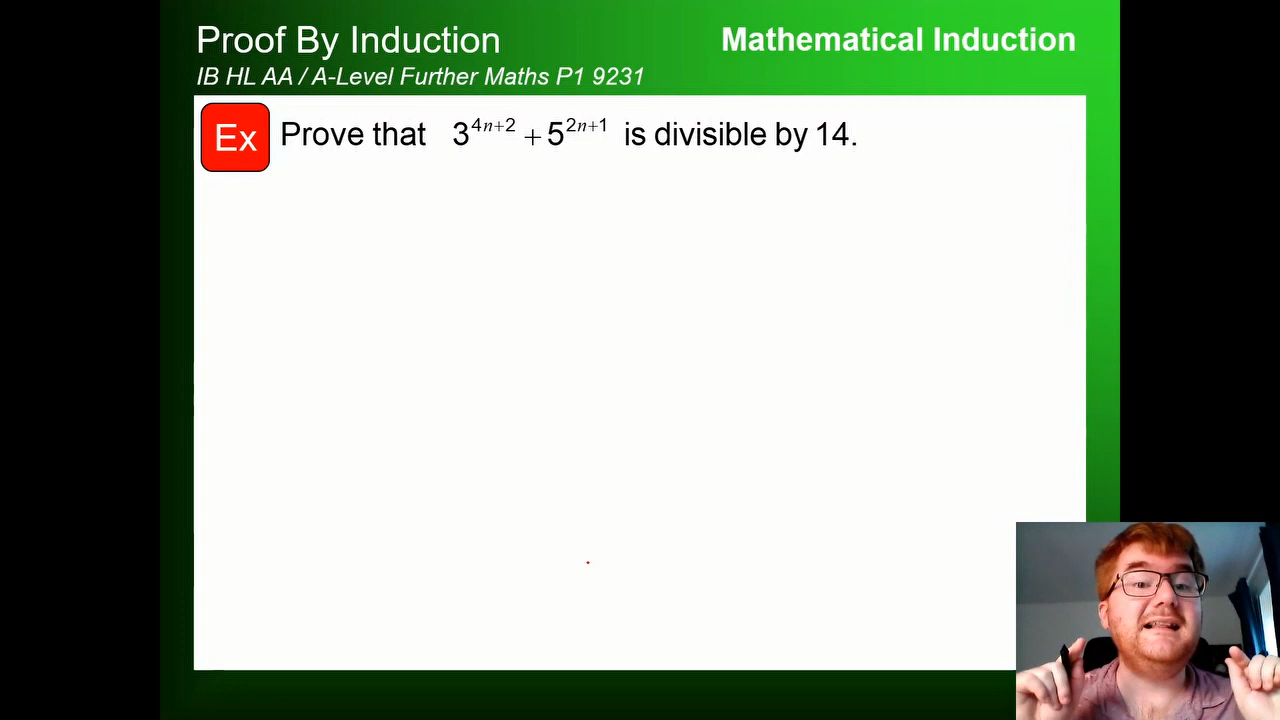 Proof By Induction
Mathematical Induction
IB HL AA / A-Level Further Maths P1 9231
Ex Prove that 3^{4n+2} + 5^{2n+1} is divisible by 14.